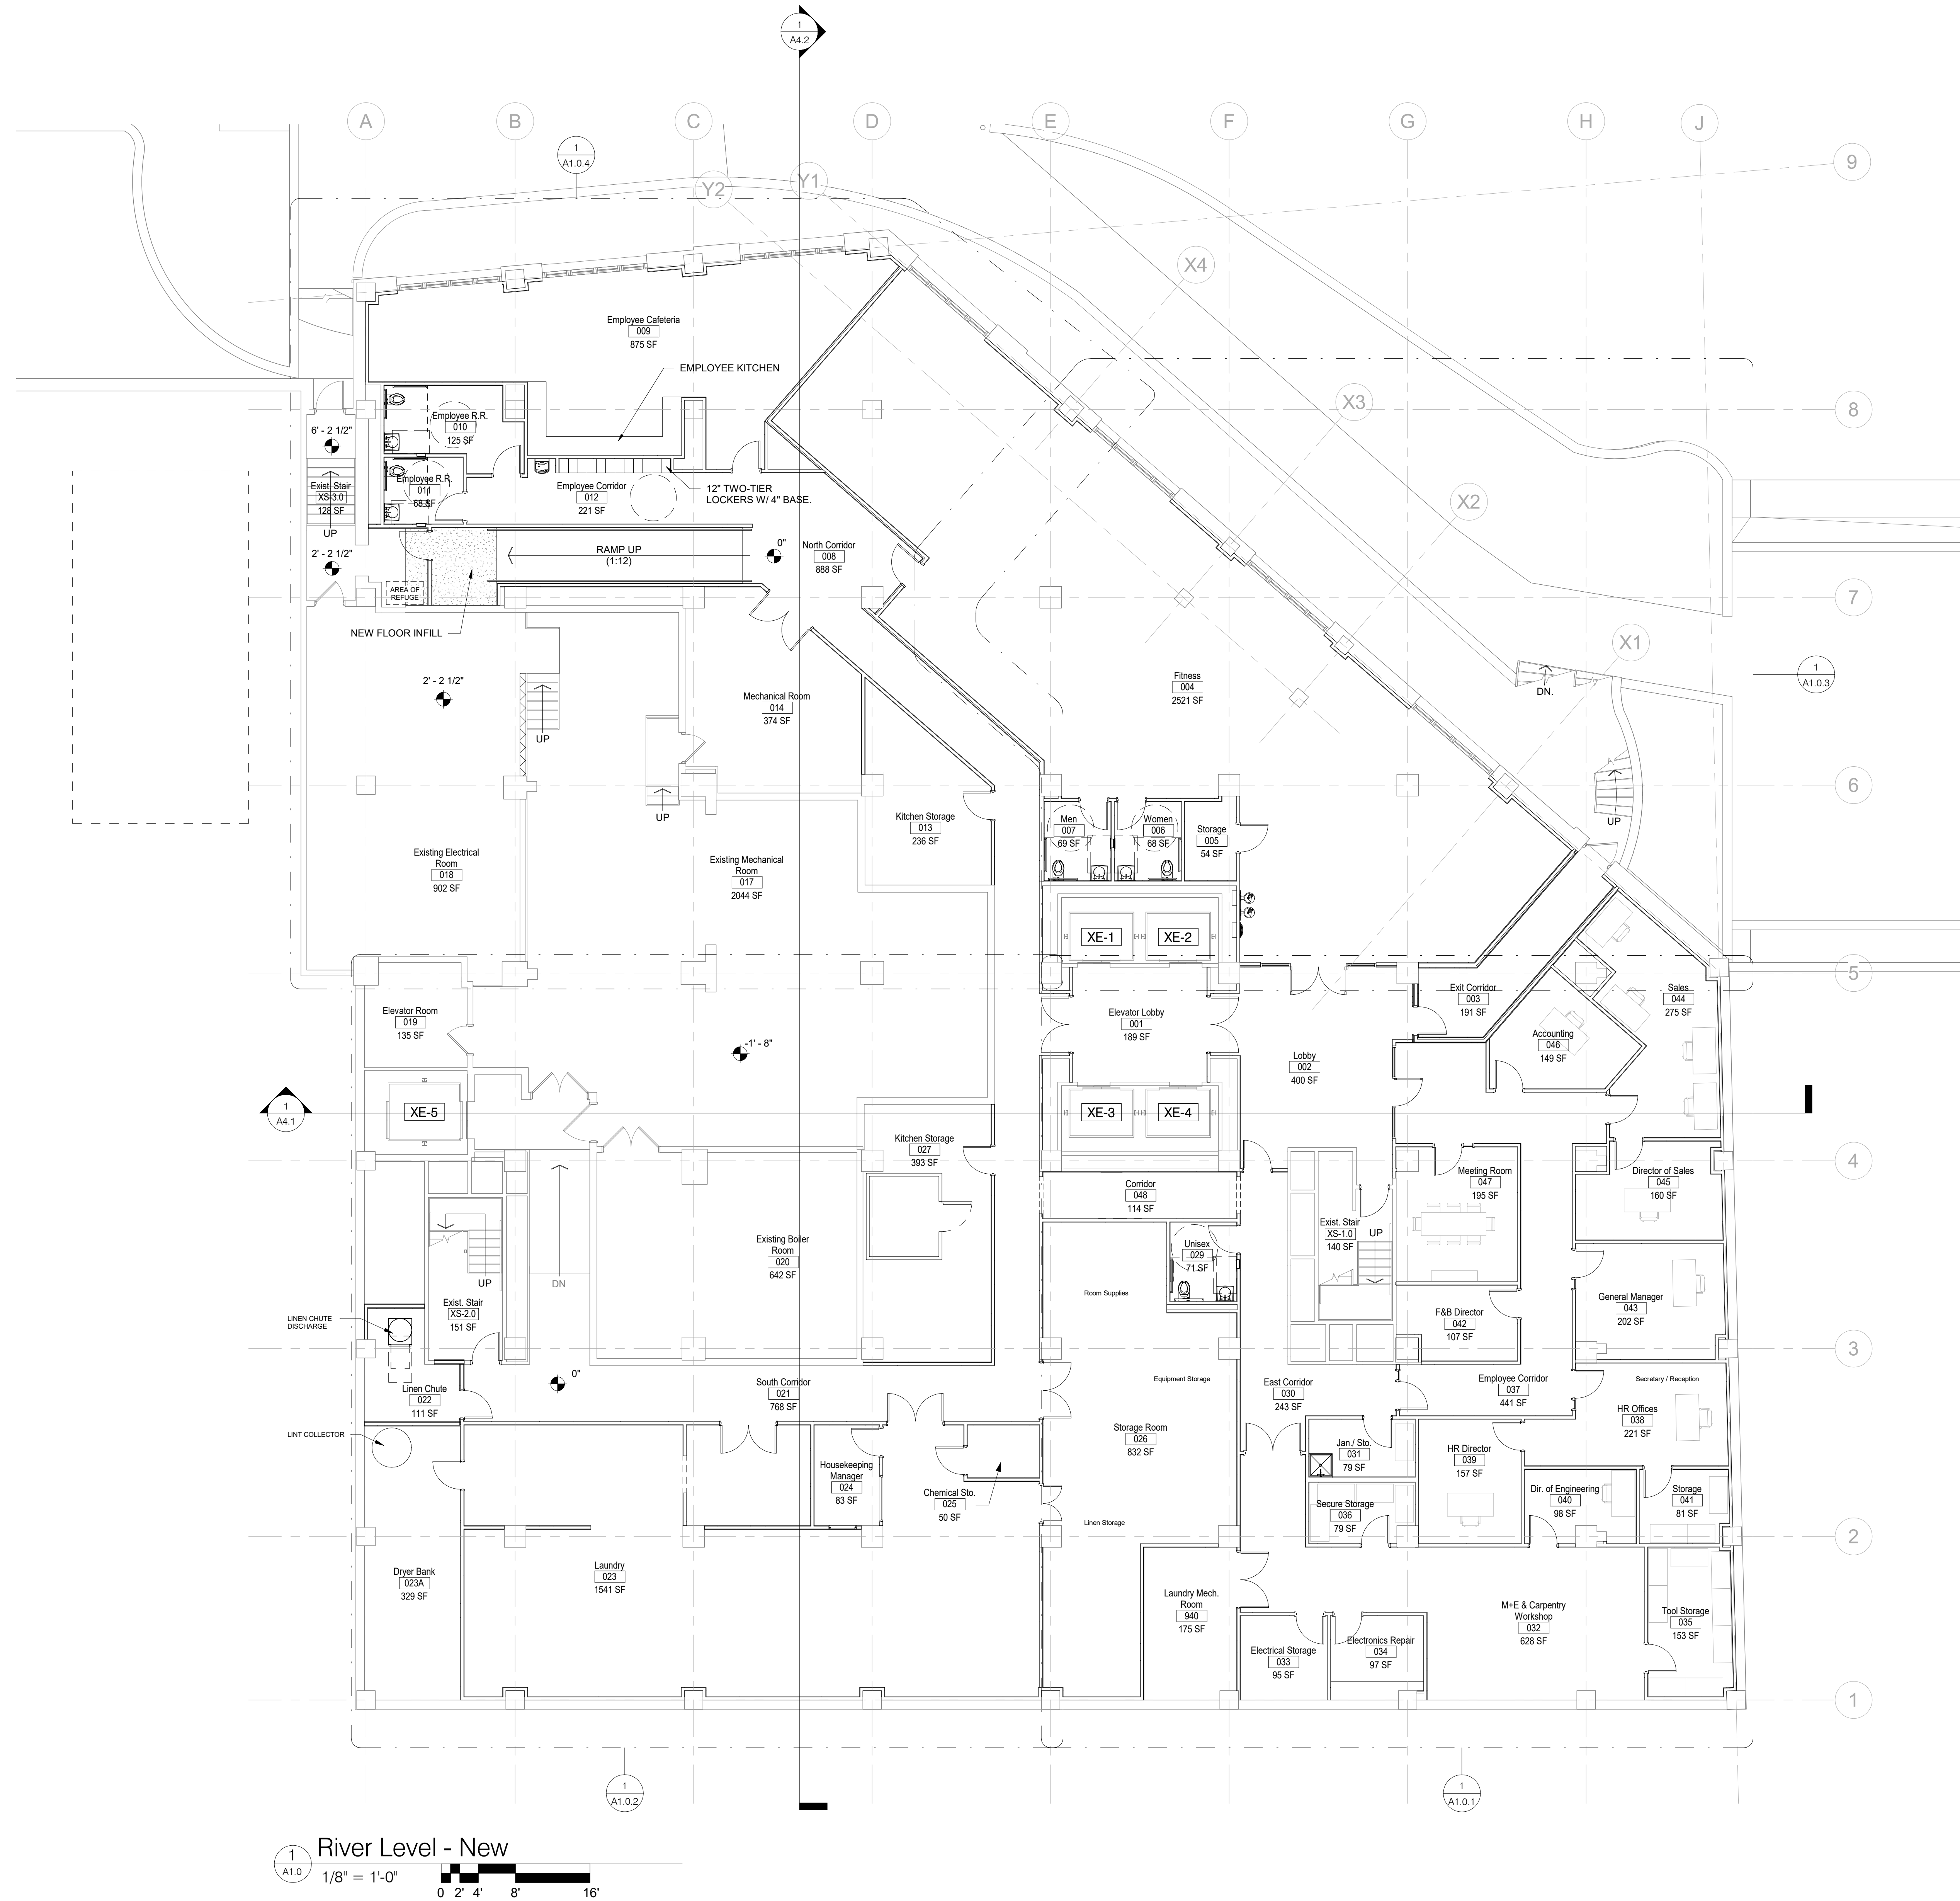 1
A4.2
A
B
C
D
E
F
G
H
J
1
A1.0.4
9
Y2
Y1
X4
Employee Cafeteria
009
875 SF
EMPLOYEE KITCHEN
X3
8
Employee R.R.
010
125 SF
6' - 2 1/2"
Employee R.R.
011
68 SF
Exist. Stair
XS-3.0
128 SF
UP
Employee Corridor
012
221 SF
12" TWO-TIER
LOCKERS W/ 4" BASE.
X2
2' - 2 1/2"
RAMP UP
(1:12)
0"
North Corridor
008
888 SF
AREA OF
REFUGE
7
NEW FLOOR INFILL
X1
1
A1.0.3
2' - 2 1/2"
UP
Mechanical Room
014
374 SF
Fitness
004
2521 SF
DN.
6
UP
Kitchen Storage
013
236 SF
Men
007
69 SF
Women
006
68 SF
Storage
005
54 SF
UP
Existing Electrical
Room
018
902 SF
Existing Mechanical
Room
017
2044 SF
XE-1
XE-2
5
Exit Corridor
003
191 SF
Sales
044
275 SF
Elevator Room
019
135 SF
Elevator Lobby
001
189 SF
Accounting
046
149 SF
-1' - 8"
Lobby
002
400 SF
1
A4.1
XE-5
XE-3
XE-4
Kitchen Storage
027
393 SF
4
Meeting Room
047
195 SF
Director of Sales
045
160 SF
Corridor
048
114 SF
Exist. Stair
XS-1.0
140 SF
UP
Existing Boiler
Room
020
642 SF
Unisex
029
71 SF
UP
DN
Room Supplies
General Manager
043
202 SF
Exist. Stair
XS-2.0
151 SF
F&B Director
042
107 SF
LINEN CHUTE
DISCHARGE
3
0"
Linen Chute
022
111 SF
South Corridor
021
768 SF
Equipment Storage
East Corridor
030
243 SF
Employee Corridor
037
441 SF
Secretary / Reception
HR Offices
038
221 SF
LINT COLLECTOR
Storage Room
026
832 SF
Jan./ Sto.
031
79 SF
HR Director
039
157 SF
Housekeeping
Manager
024
83 SF
Chemical Sto.
025
50 SF
Dir. of Engineering
040
98 SF
Storage
041
81 SF
Secure Storage
036
79 SF
Linen Storage
2
Dryer Bank
023A
329 SF
Laundry
023
1541 SF
Laundry Mech.
Room
940
175 SF
M+E & Carpentry
Workshop
032
628 SF
Tool Storage
035
153 SF
Electrical Storage
033
95 SF
Electronics Repair
034
97 SF
1
1
A1.0.2
1
A1.0.1
1
A1.0
River Level - New
1/8" = 1'-0"
0 2' 4' 8' 16'